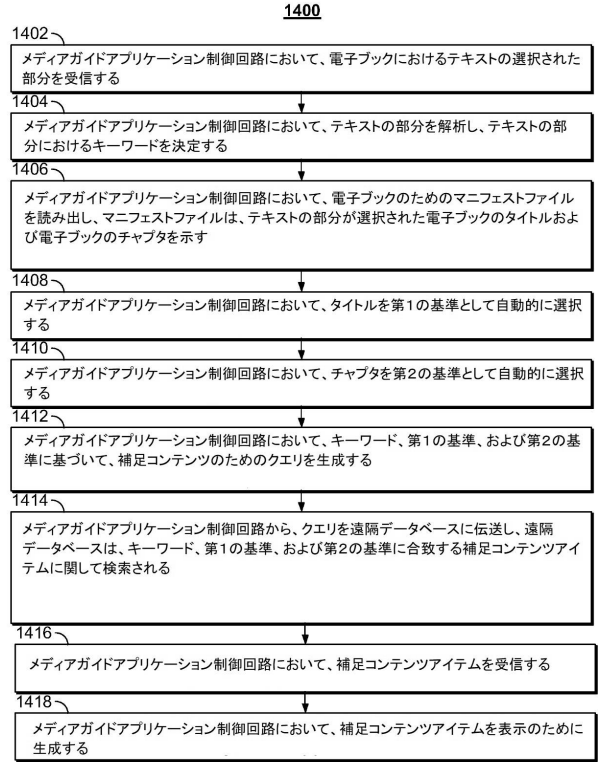 1400
1402
メディアガイドアプリケーション制御回路において、電子ブックにおけるテキストの選択された
部分を受信する
1404
メディアガイドアプリケーション制御回路において、テキストの部分を解析し、テキストの部
分におけるキーワードを決定する
1406
メディアガイドアプリケーション制御回路において、電子ブックのためのマニフェストファイル
を読み出し、マニフェストファイルは、テキストの部分が選択された電子ブックのタイトルおよ
び電子ブックのチャプタを示す
1408
メディアガイドアプリケーション制御回路において、タイトルを第1の基準として自動的に選択
する
1410
メディアガイドアプリケーション制御回路において、チャプタを第2の基準として自動的に選択
する
1412
メディアガイドアプリケーション制御回路において、キーワード、第1の基準、および第2の基
準に基づいて、補足コンテンツのためのクエリを生成する
1414
メディアガイドアプリケーション制御回路から、クエリを遠隔データベースに伝送し、遠隔
データベースは、キーワード、第1の基準、および第2の基準に合致する補足コンテンツアイ
テムに関して検索される
1416
メディアガイドアプリケーション制御回路において、補足コンテンツアイテムを受信する
1418
メディアガイドアプリケーション制御回路において、補足コンテンツアイテムを表示のために
生成する